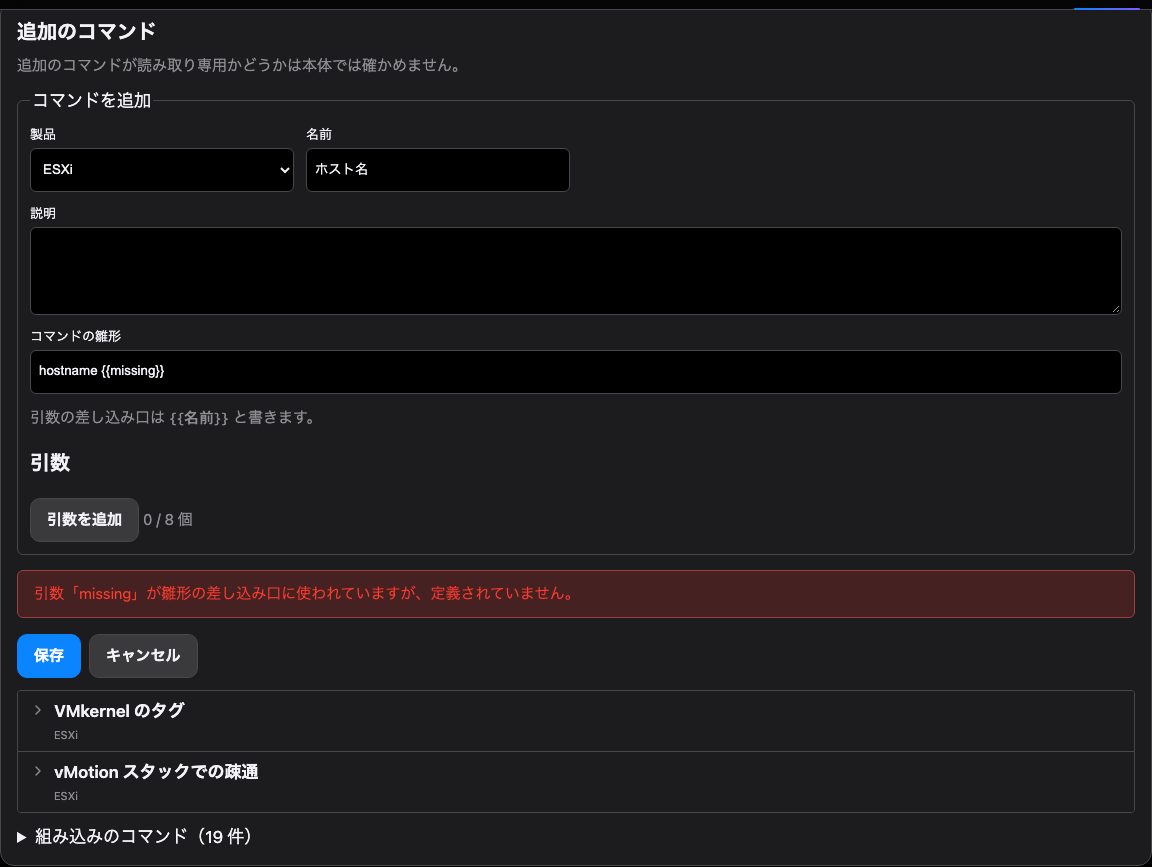 追加のコマンド
追加のコマンドが読み取り専用かどうかは本体では確かめません。
コマンドを追加
製品
名前
ESXi
ホスト名
説明
コマンドの雛形
hostname {{missing}}
引数の差し込み口は {{名前}} と書きます。
引数
引数を追加 0 / 8 個
引数「missing」が雛形の差し込み口に使われていますが、定義されていません。
保存 キャンセル
VMkernel のタグ
ESXi
vMotion スタックでの疎通
ESXi
組み込みのコマンド（19 件）